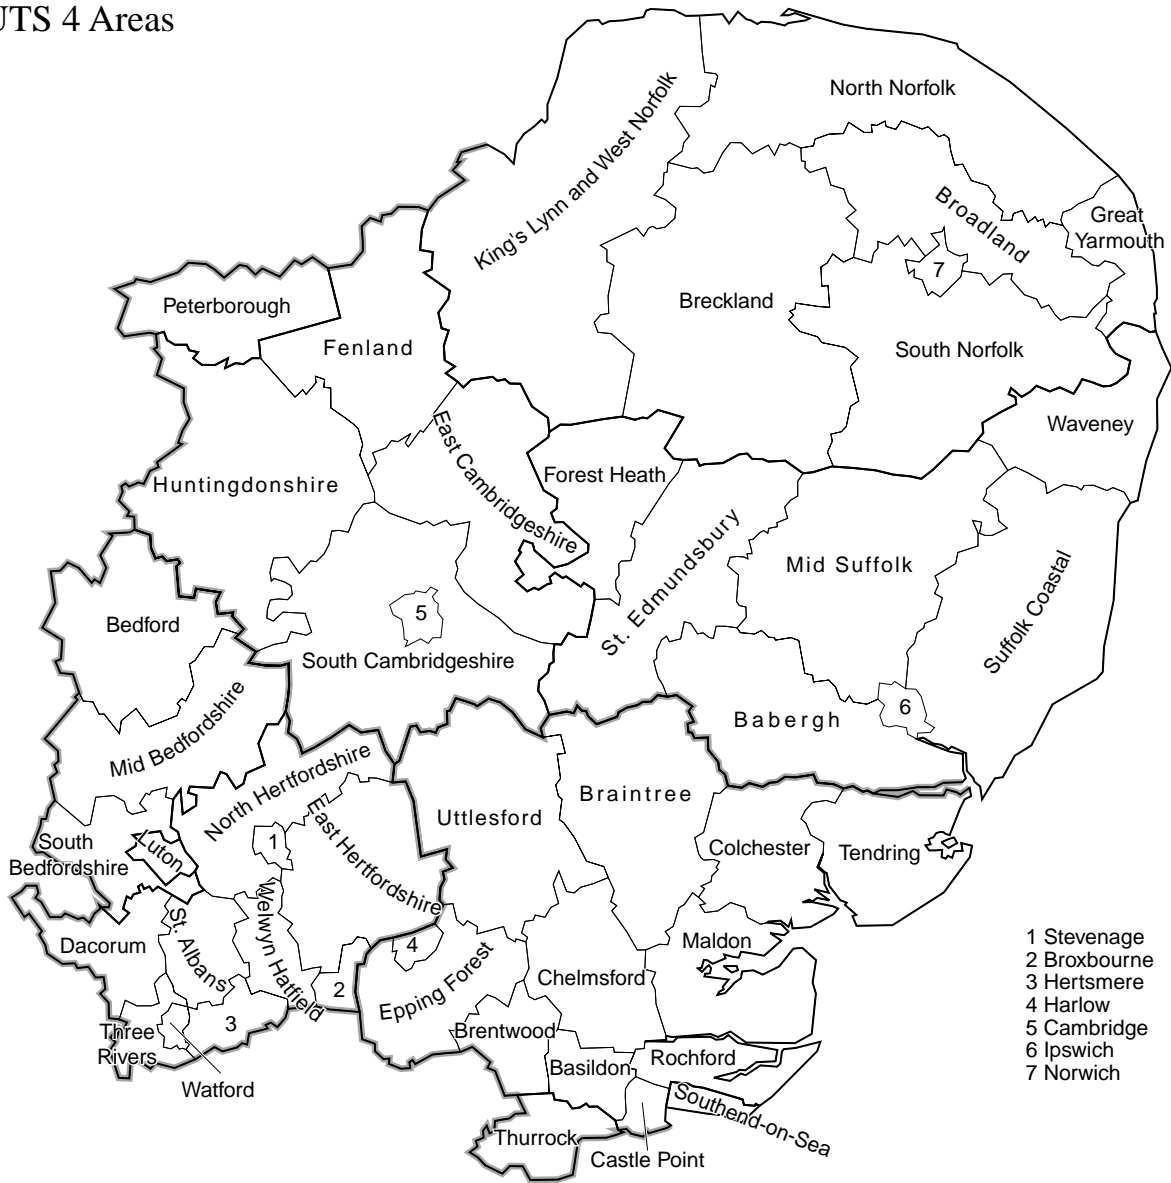 UTS 4 Areas
North Norfolk
King's Lynn and West Norfolk
Broadland
Great
Yarmouth
7
Peterborough
Breckland
Fenland
South Norfolk
Waveney
East Cambridgeshire
Forest Heath
Huntingdonshire
St. Edmundsbury
Mid Suffolk
Suffolk Coastal
Bedford
5
South Cambridgeshire
6
Babergh
Mid Bedfordshire
North Hertfordshire
Braintree
Uttlesford
East Hertfordshire
South
Bedfordshire
Luton
1
Colchester
Tendring
Welwyn Hatfield
St. Albans
Dacorum
4
Maldon
Epping Forest
Chelmsford
2
3
Three
Rivers
Brentwood
Rochford
Basildon
Watford
Southend-on-Sea
Thurrock
Castle Point
1 Stevenage
2 Broxbourne
3 Hertsmere
4 Harlow
5 Cambridge
6 Ipswich
7 Norwich